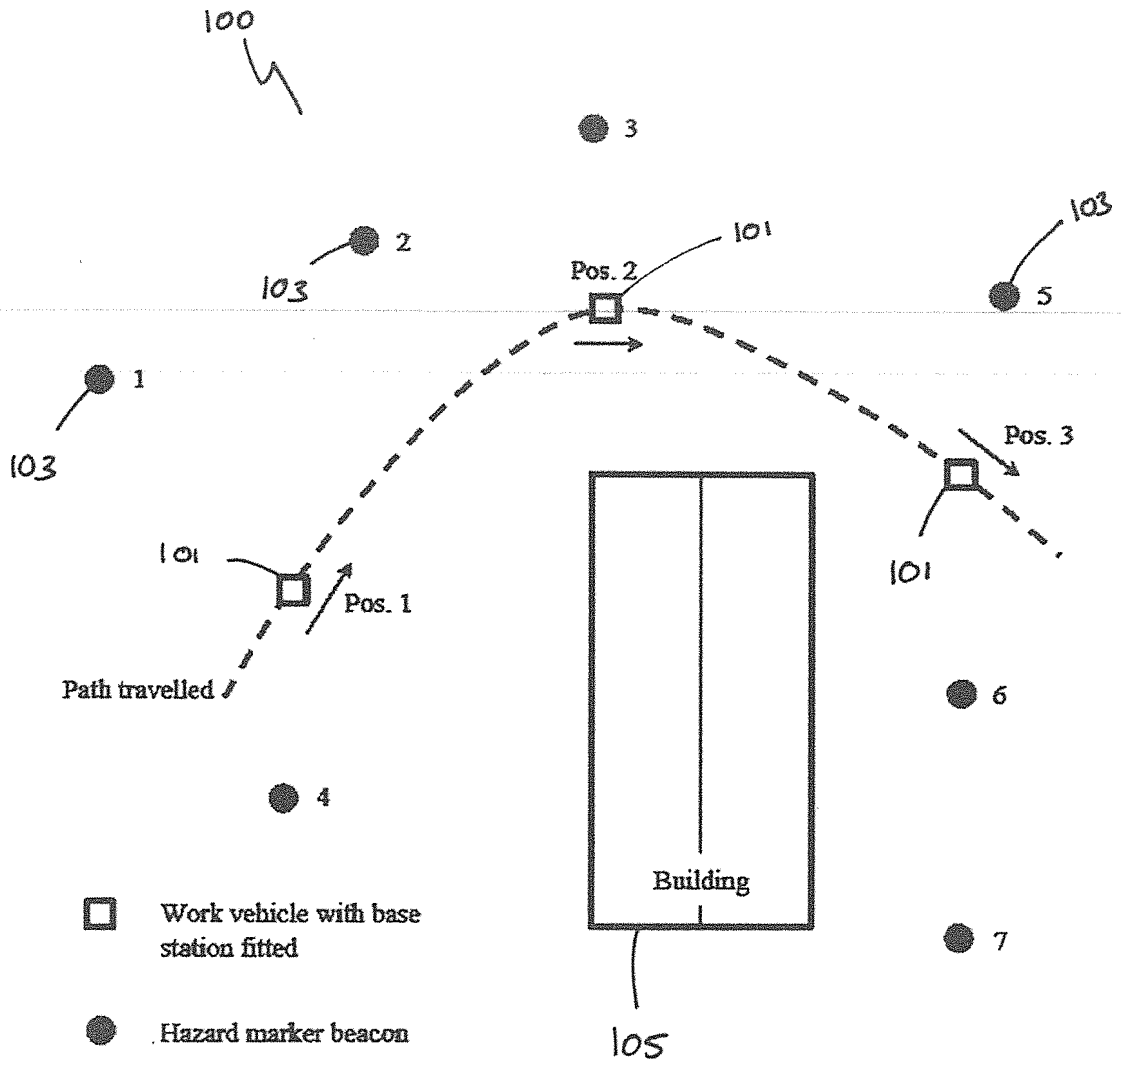 100
3
103
2
103
Pos. 2
101
5
1
103
Pos. 3
101
101
Pos. 1
Path travelled
6
4
Building
7
Work vehicle with base
station fitted
Hazard marker beacon
105